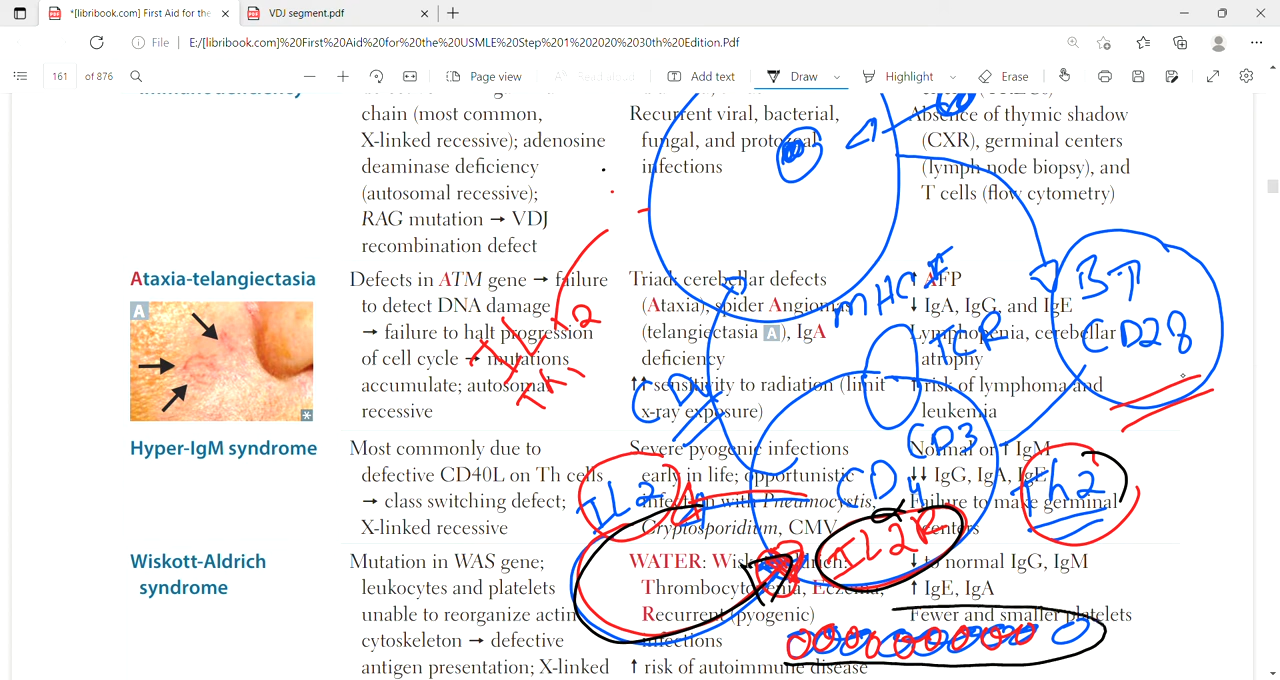 *[libribook.com] First Aid for the
VDJ segment.pdf
File
E:/[libribook.com]%20First%20Aid%20for%20the%20USMLE%20Step%201%202020%2030th%20Edition.Pdf
161 of 876
Page view
Read aloud
Add text
Draw
Highlight
Erase
chain (most common,
X-linked recessive); adenosine
deaminase deficiency
(autosomal recessive);
RAG mutation → VDJ
recombination defect
Recurrent viral, bacterial,
fungal, and protozoal
infections
Absence of thymic shadow
(CXR), germinal centers
(lymph node biopsy), and
T cells (flow cytometry)
Ataxia-telangiectasia
A
Defects in ATM gene → failure
to detect DNA damage
→ failure to halt progression
of cell cycle → mutations
accumulate; autosomal
recessive
Triad: cerebellar defects
(Ataxia), spider Angiomas
(telangiectasia A), IgA
deficiency
↑↑ sensitivity to radiation (limit
x-ray exposure)
↑ AFP
↓ IgA, IgG, and IgE
Lymphopenia, cerebellar
atrophy
risk of lymphoma and
leukemia
Hyper-IgM syndrome
Most commonly due to
defective CD40L on Th cells
→ class switching defect;
X-linked recessive
Severe pyogenic infections
early in life; opportunistic
infection with Pneumocystis,
Cryptosporidium, CMV
Normal or ↑ IgM
↓↓ IgG, IgA, IgE
Failure to make germinal
centers
Wiskott-Aldrich
syndrome
Mutation in WAS gene;
leukocytes and platelets
unable to reorganize actin
cytoskeleton → defective
antigen presentation; X-linked
WATER: Wiskott-Aldrich:
Thrombocytopenia, Eczema,
Recurrent (pyogenic)
infections
↑ risk of autoimmune disease
↓ to normal IgG, IgM
↑ IgE, IgA
Fewer and smaller platelets
MHC II
TCR
CD28
CD3
CD4
IL2
Th2
IL2R
IL12
Th1